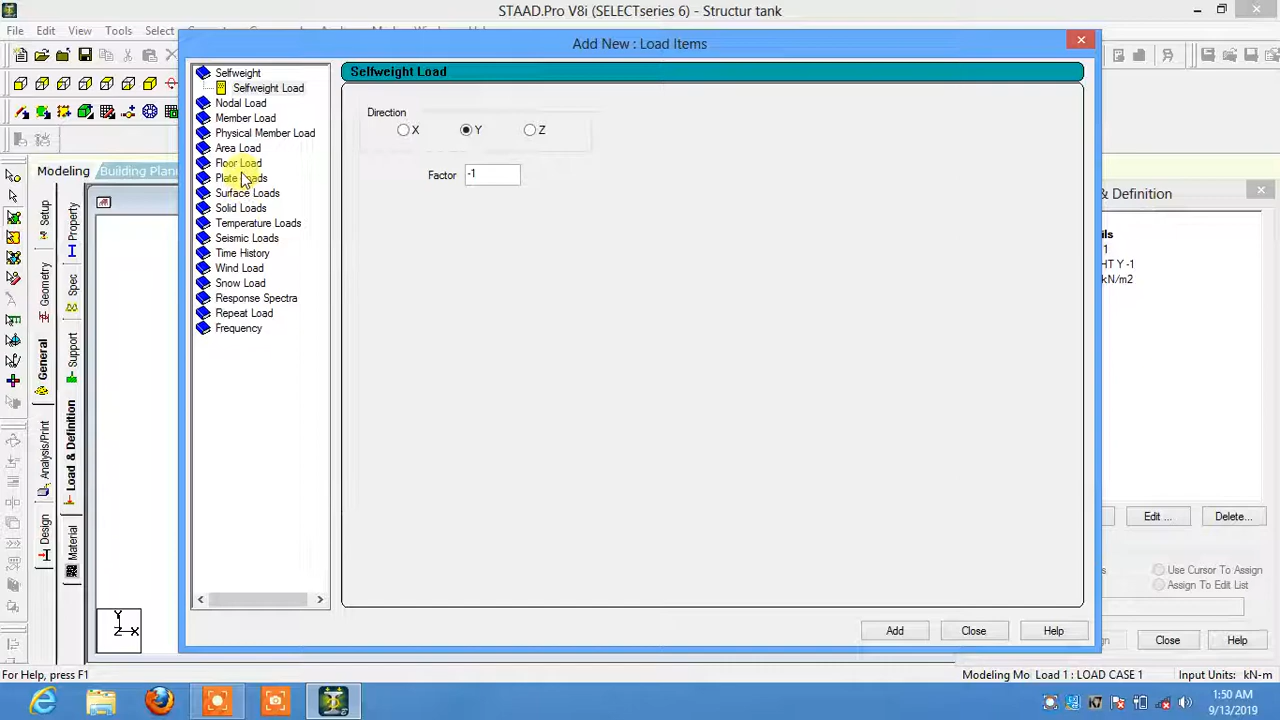 STAAD.Pro V8i (SELECTseries 6) - Structur tank
File Edit View Tools Select
Add New : Load Items
Selfweight
Selfweight Load
Nodal Load
Member Load
Physical Member Load
Area Load
Floor Load
Plate Loads
Surface Loads
Solid Loads
Temperature Loads
Seismic Loads
Time History
Wind Load
Snow Load
Response Spectra
Repeat Load
Frequency
Selfweight Load
Direction
X Y Z
Factor -1
Add Close Help
Modeling Building Plan
Setup
Geometry
General
Analysis/Print
Design
Property
Spec
Support
Load & Definition
Material
Y
Z X
& Definition
ils
1
HT Y -1
kN/m2
Edit ... Delete...
Use Cursor To Assign
Assign To Edit List
Close Help
For Help, press F1
Modeling Mo Load 1 : LOAD CASE 1 Input Units: kN-m
1:50 AM
9/13/2019